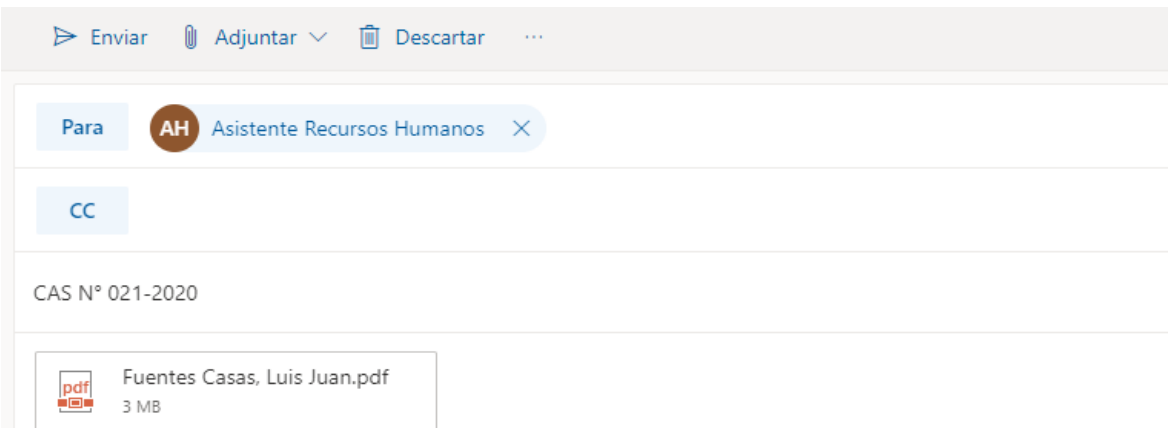 Enviar Adjuntar Descartar ...
Para AH Asistente Recursos Humanos
CC
CAS N° 021-2020
pdf Fuentes Casas, Luis Juan.pdf
3 MB